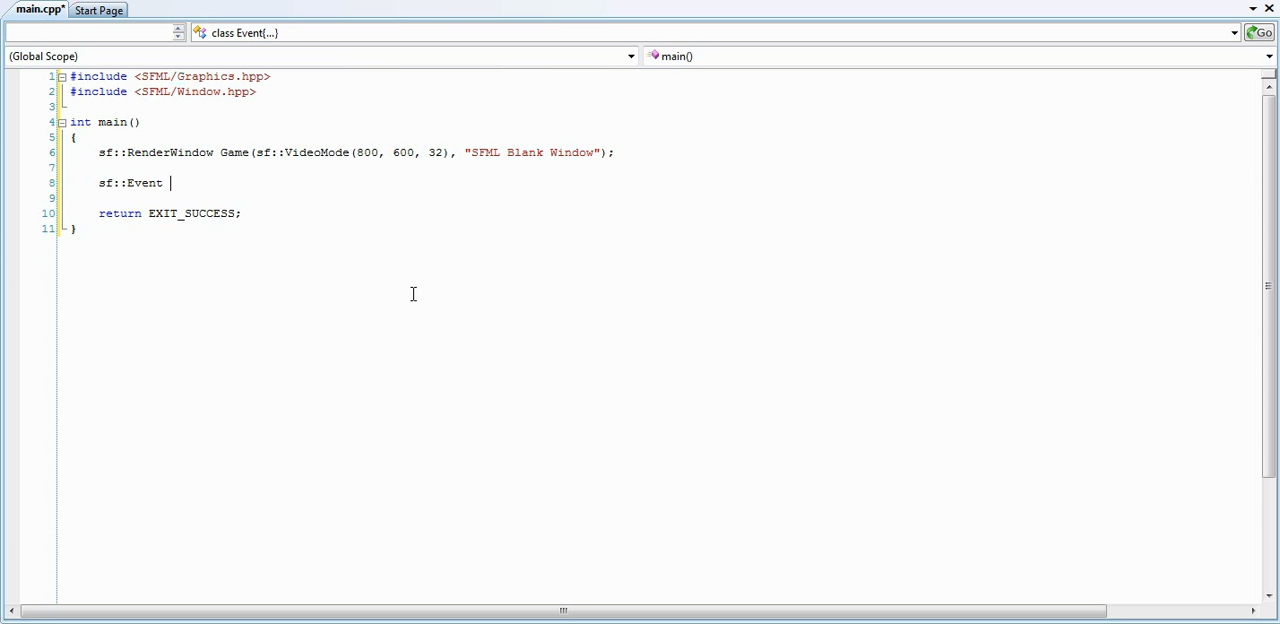 main.cpp* Start Page
class Event{...} Go
(Global Scope) main()
1 #include <SFML/Graphics.hpp>
2 #include <SFML/Window.hpp>
3
4 int main()
5 {
6 sf::RenderWindow Game(sf::VideoMode(800, 600, 32), "SFML Blank Window");
7
8 sf::Event
9
10 return EXIT_SUCCESS;
11 }